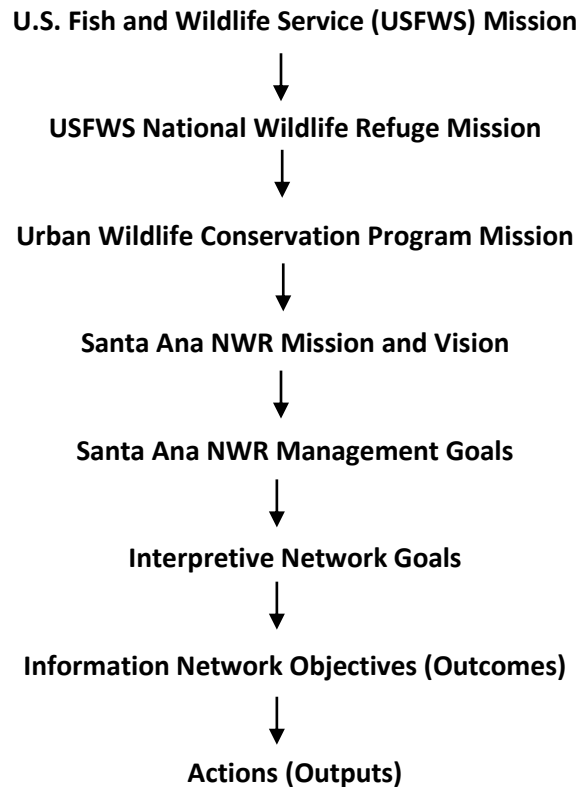 U.S. Fish and Wildlife Service (USFWS) Mission
USFWS National Wildlife Refuge Mission
Urban Wildlife Conservation Program Mission
Santa Ana NWR Mission and Vision
Santa Ana NWR Management Goals
Interpretive Network Goals
Information Network Objectives (Outcomes)
Actions (Outputs)